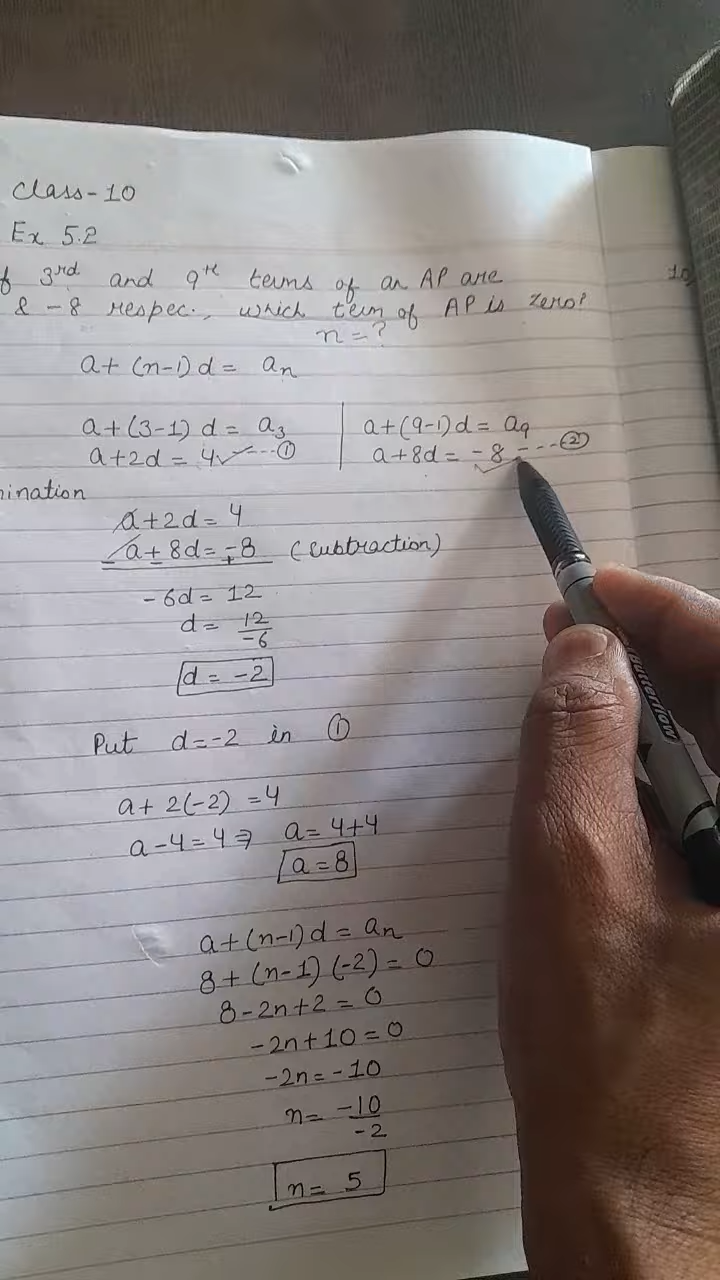 Class-10
Ex 5.2
3rd and 9th terms of an AP are
& -8 respec., which term of AP is zero?
n=?
a+(n-1)d = an
a+(3-1)d = a3
a+2d = 4 --- ①
a+(9-1)d = a9
a+8d = -8 --- ②
mination
a+2d = 4
- a + 8d = -8 (subtraction)
- +
-6d = 12
d = 12/-6
d = -2
Put d=-2 in ①
a+ 2(-2) = 4
a-4=4 ⇒ a= 4+4
a=8
a+(n-1)d = an
8+(n-1)(-2)= 0
8-2n+2 = 0
-2n+10=0
-2n=-10
n= -10/-2
n= 5
10
Butterflow